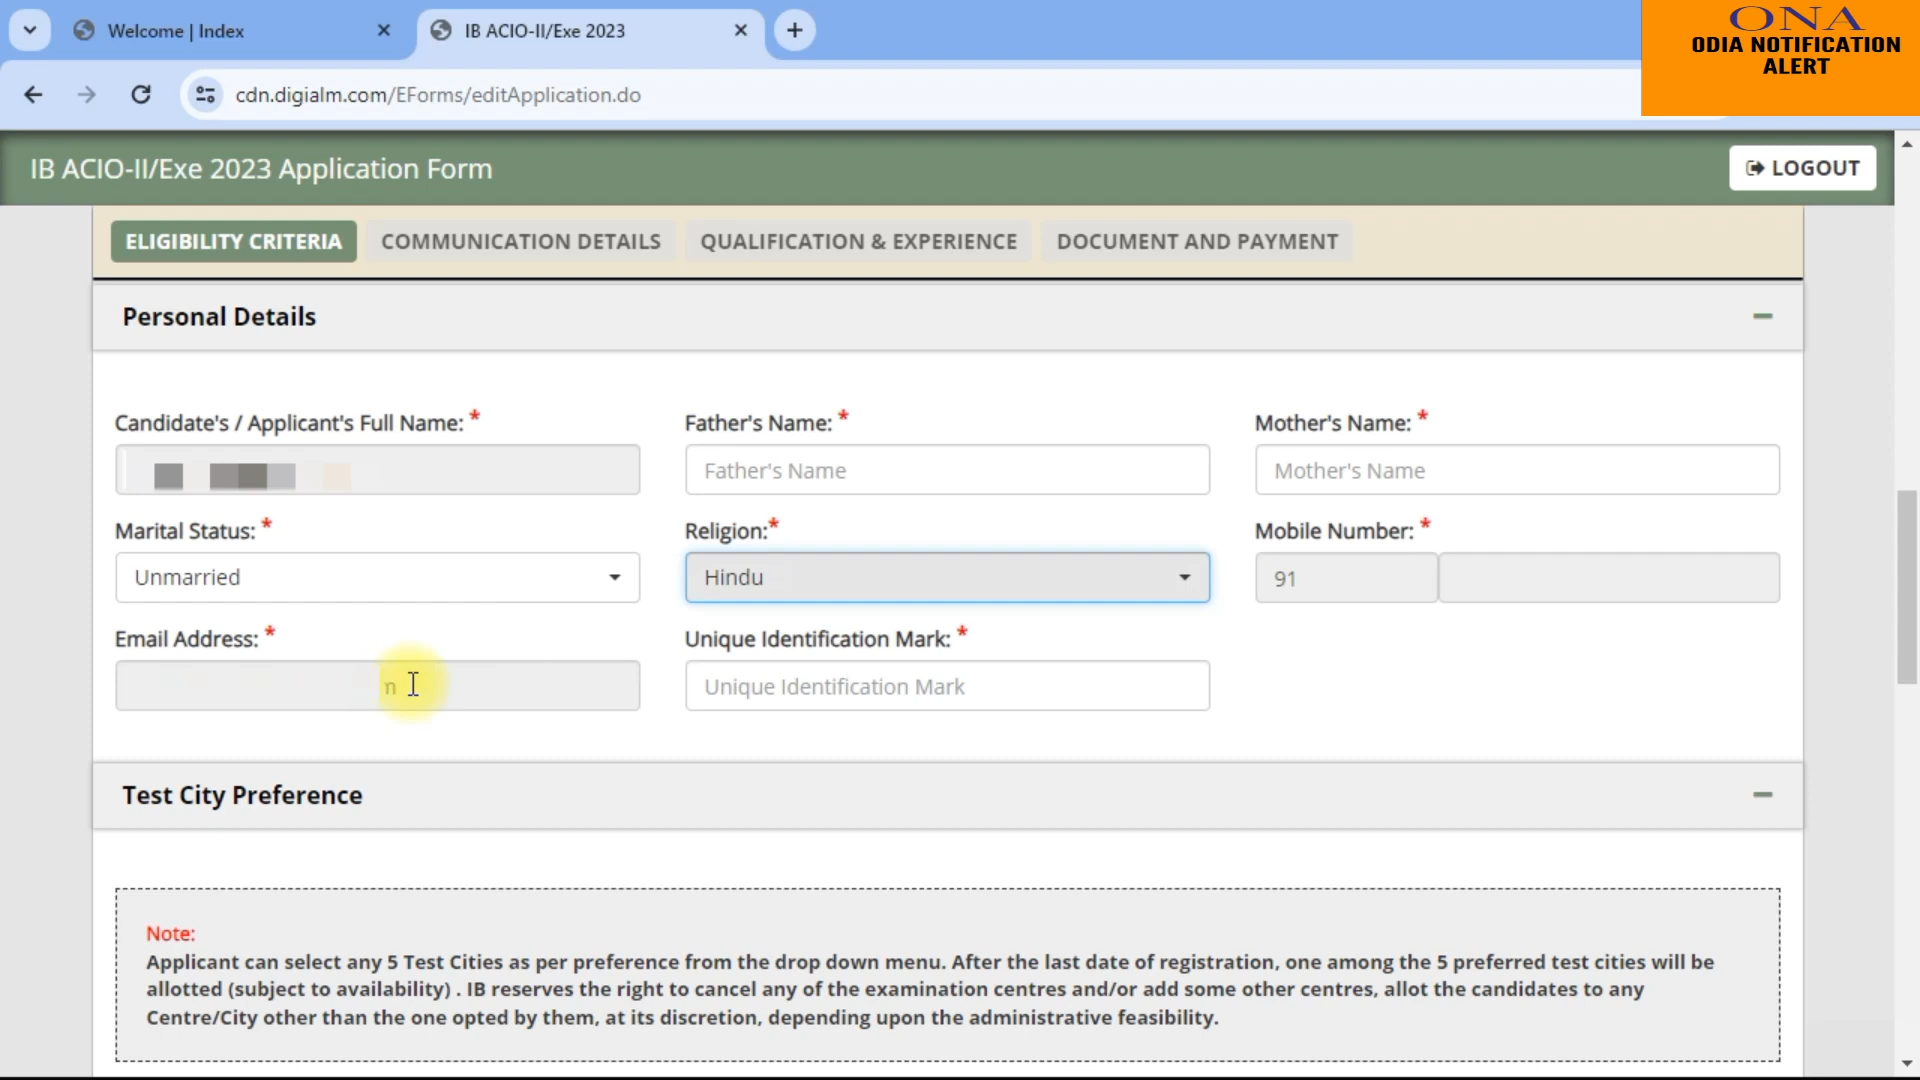 Welcome | Index
IB ACIO-II/Exe 2023
ONA
ODIA NOTIFICATION
ALERT
cdn.digialm.com/EForms/editApplication.do
IB ACIO-II/Exe 2023 Application Form
LOGOUT
ELIGIBILITY CRITERIA COMMUNICATION DETAILS QUALIFICATION & EXPERIENCE DOCUMENT AND PAYMENT
Personal Details
Candidate's / Applicant's Full Name: * Father's Name: * Mother's Name: *
Father's Name Mother's Name
Marital Status: * Religion:* Mobile Number: *
Unmarried Hindu 91
Email Address: * Unique Identification Mark: *
n Unique Identification Mark
Test City Preference
Note:
Applicant can select any 5 Test Cities as per preference from the drop down menu. After the last date of registration, one among the 5 preferred test cities will be
allotted (subject to availability) . IB reserves the right to cancel any of the examination centres and/or add some other centres, allot the candidates to any
Centre/City other than the one opted by them, at its discretion, depending upon the administrative feasibility.